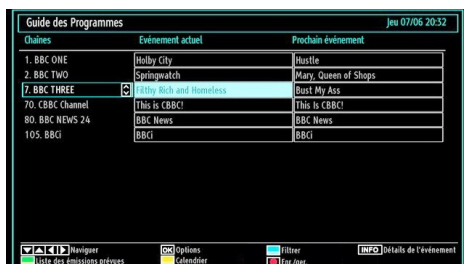 Guide des Programmes Jeu 07/06 20:32
Chaines Evénement actuel Prochain événement
1. BBC ONE Holby City Hustle
2. BBC TWO Springwatch Mary, Queen of Shops
7. BBC THREE Filthy Rich and Homeless Bust My Ass
70. CBBC Channel This is CBBC! This Is CBBC!
80. BBC NEWS 24 BBC News BBC News
105. BBCi BBCi BBCi
Naviguer OK Options Filtrer INFO Détails de l'événement
Liste des émissions prévues Calendrier